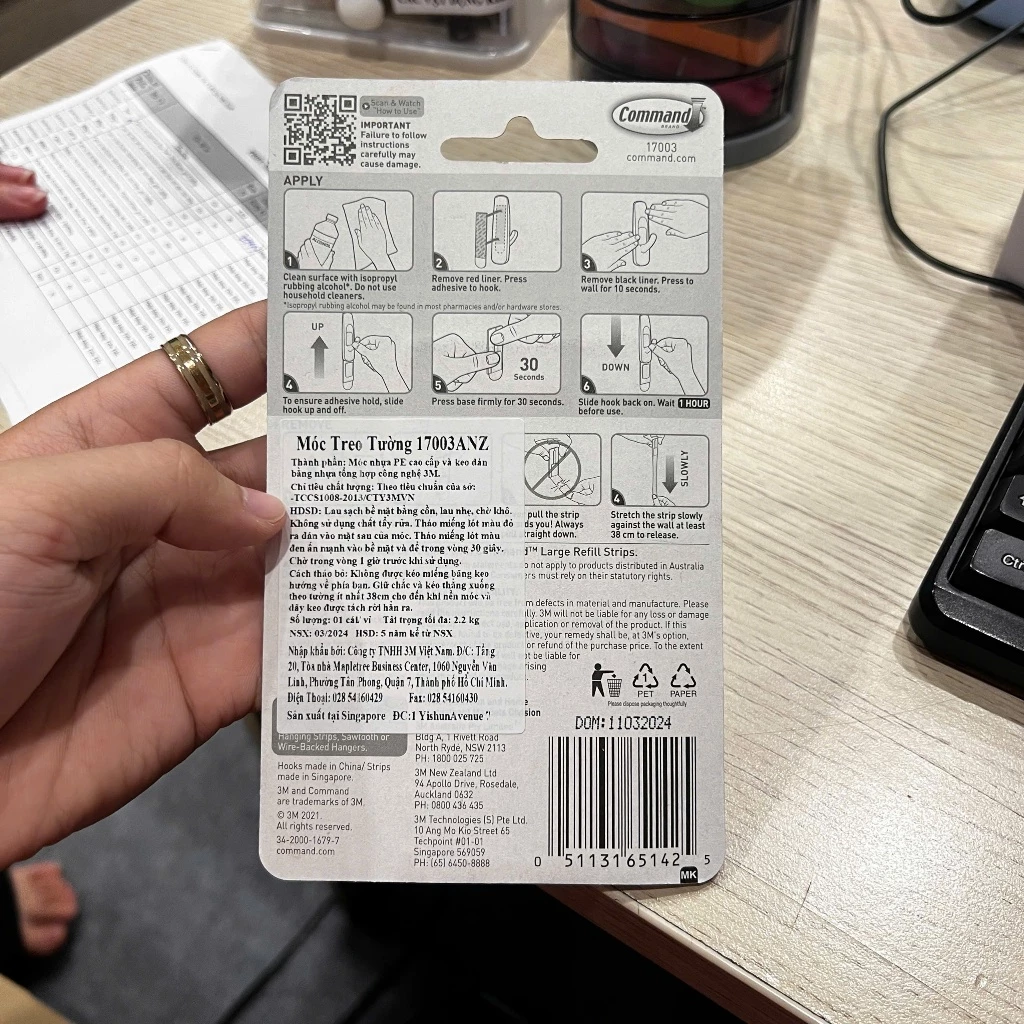 Scan & Watch
"How to Use"
IMPORTANT
Failure to follow
instructions
carefully may
cause damage.
Command
BRAND
17003
command.com
APPLY
1
Clean surface with isopropyl
rubbing alcohol*. Do not use
household cleaners.
2
Remove red liner. Press
adhesive to hook.
3
Remove black liner. Press to
wall for 10 seconds.
*Isopropyl rubbing alcohol may be found in most pharmacies and/or hardware stores.
UP
4
To ensure adhesive hold, slide
hook up and off.
30
Seconds
5
Press base firmly for 30 seconds.
DOWN
6
Slide hook back on. Wait 1 HOUR
before use.
Móc Treo Tường 17003ANZ
Thành phần: Móc nhựa PE cao cấp và keo dán
bằng nhựa tổng hợp công nghệ 3M.
Chỉ tiêu chất lượng: Theo tiêu chuẩn của sở:
-TCCS1008-2013/CTY3MVN
HDSD: Lau sạch bề mặt bằng cồn, lau nhẹ, chờ khô.
Không sử dụng chất tẩy rửa. Tháo miếng lót màu đỏ
ra dán vào mặt sau của móc. Tháo miếng lót màu
đen ấn mạnh vào bề mặt và để trong vòng 30 giây.
Chờ trong vòng 1 giờ trước khi sử dụng.
Cách tháo bỏ: Không được kéo miếng băng keo
hướng về phía bạn. Giữ chắc và kéo thẳng xuống
theo tường ít nhất 38cm cho đến khi nền móc và
dây keo được tách rời hẳn ra.
Số lượng: 01 cái/ vỉ Tải trọng tối đa: 2.2 kg
NSX: 03/2024 HSD: 5 năm kể từ NSX
Nhập khẩu bởi: Công ty TNHH 3M Việt Nam. Đ/C: Tầng
20, Tòa nhà Mapletree Business Center, 1060 Nguyễn Văn
Linh, Phường Tân Phong, Quận 7, Thành phố Hồ Chí Minh.
Điện Thoại: 028 54160429 Fax: 028 54160430
Sản xuất tại Singapore ĐC:1 YishunAvenue
pull the strip
ds you! Always
raight down.
SLOWLY
4
Stretch the strip slowly
against the wall at least
38 cm to release.
Large Refill Strips.
not apply to products distributed in Australia
must rely on their statutory rights.
defects in material and manufacture. Please
3M will not be liable for any loss or damage
plication or removal of the product. If this
tive, your remedy shall be, at 3M's option,
or refund of the purchase price. To the extent
be liable for
rising
PET
PAPER
Please dispose packaging thoughtfully.
DOM:11032024
Hanging Strips, Sawtooth or
Wire-Backed Hangers.
Hooks made in China/ Strips
made in Singapore.
3M and Command
are trademarks of 3M.
© 3M 2021.
All rights reserved.
34-2000-1679-7
command.com
Bldg A, 1 Rivett Road
North Ryde, NSW 2113
PH: 1800 025 725
3M New Zealand Ltd
94 Apollo Drive, Rosedale,
Auckland 0632
PH: 0800 436 435
3M Technologies (S) Pte Ltd.
10 Ang Mo Kio Street 65
Techpoint #01-01
Singapore 569059
PH: (65) 6450-8888
0 51131 65142 5
MK
Ctr